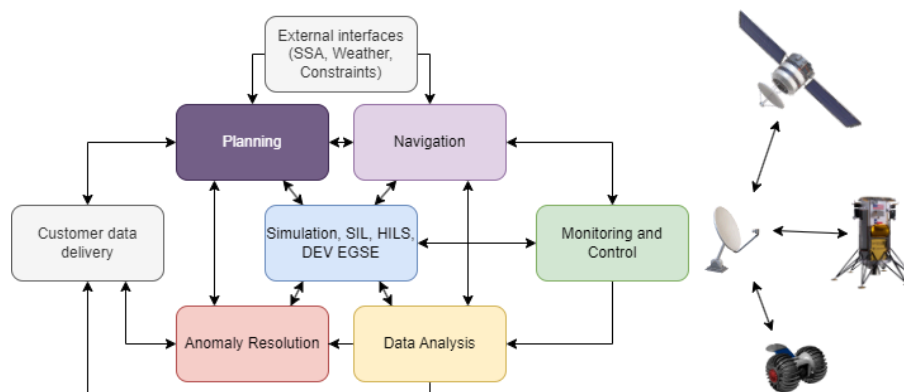 External interfaces
(SSA, Weather,
Constraints)
Planning
Navigation
Customer data
delivery
Simulation, SIL, HILS,
DEV EGSE
Monitoring and
Control
Anomaly Resolution
Data Analysis